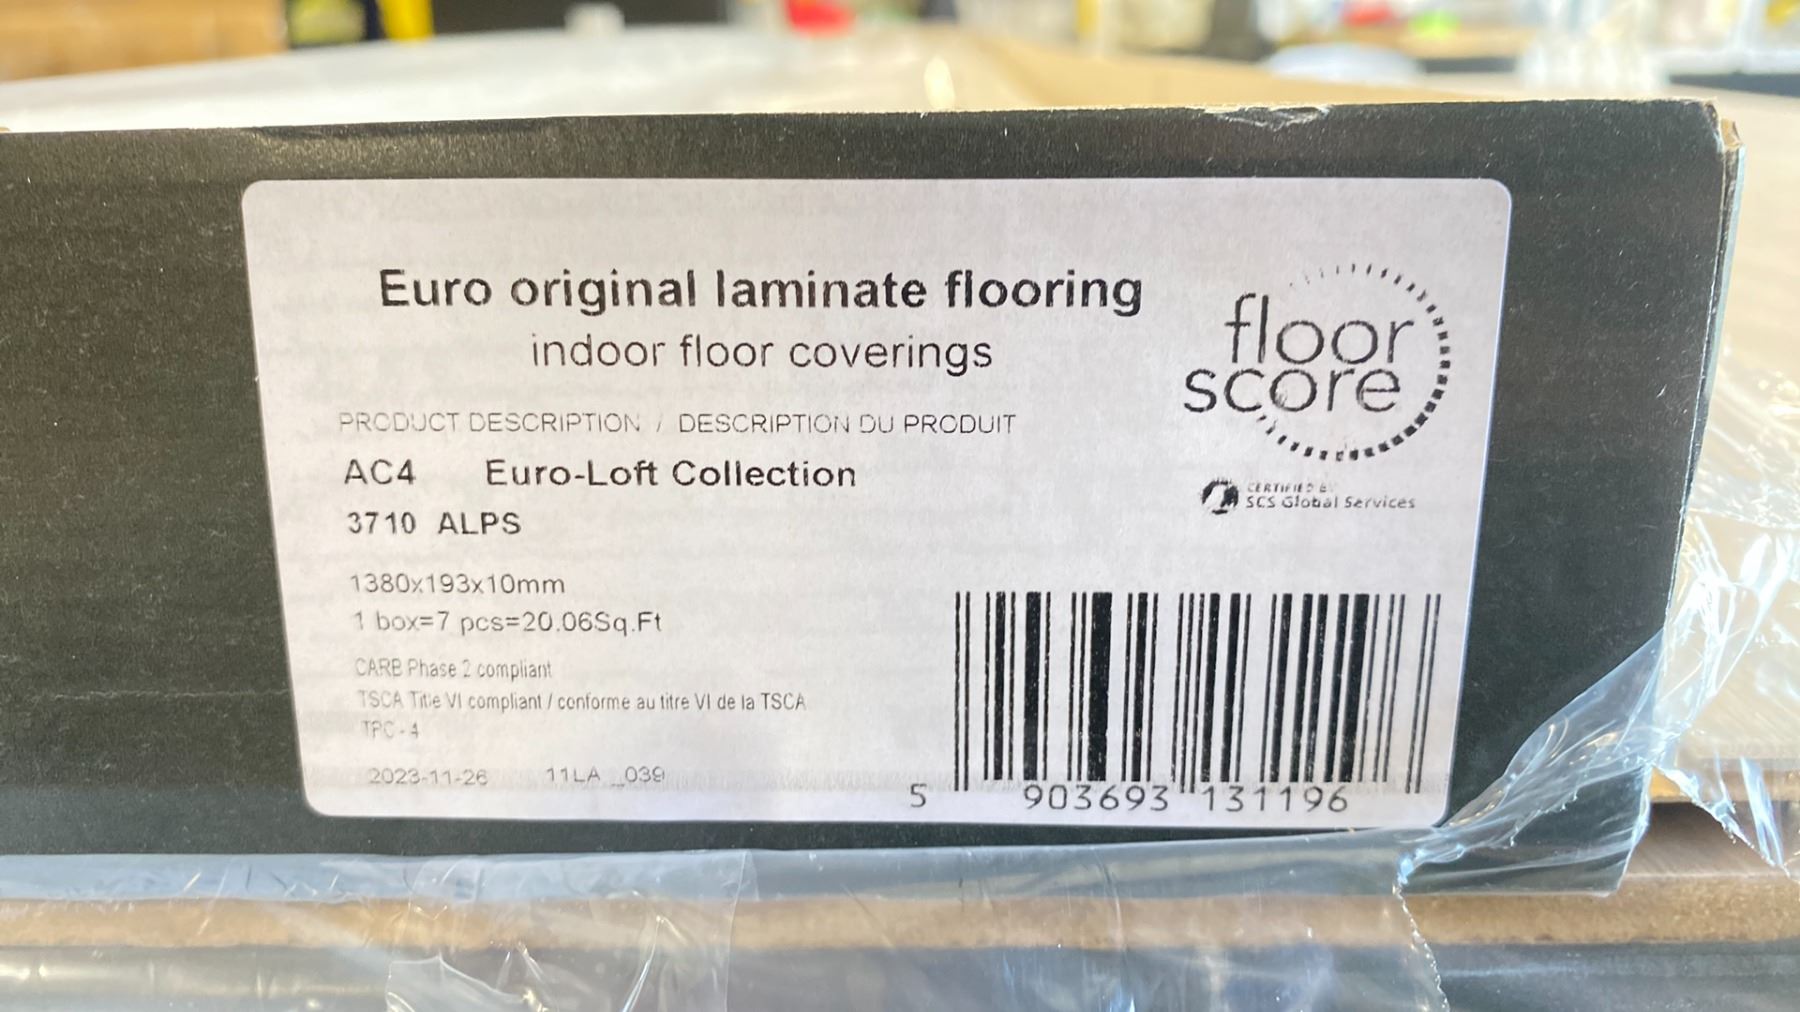 Euro original laminate flooring
indoor floor coverings
floor
score
PRODUCT DESCRIPTION / DESCRIPTION DU PRODUIT
AC4 Euro-Loft Collection
CERTIFIED BY
SCS Global Services
3710 ALPS
1380x193x10mm
1 box=7 pcs=20.06Sq.Ft
CARB Phase 2 compliant
TSCA Title VI compliant / conforme au titre VI de la TSCA
TPC - 4
2023-11-26 11LA _039
5 903693 131196